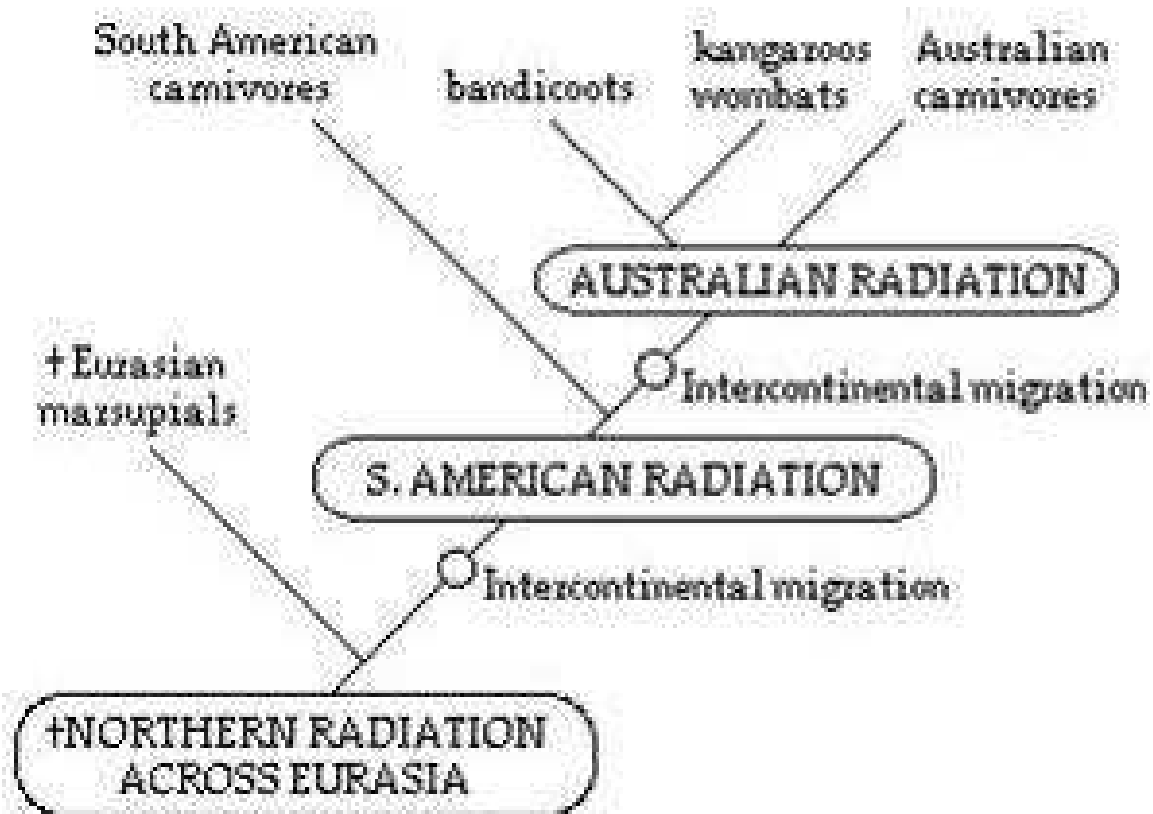 South American
carnivores
bandicoots
kangaroos
wombats
Australian
carnivores
AUSTRALIAN RADIATION
†Eurasian
marsupials
Intercontinental migration
S. AMERICAN RADIATION
Intercontinental migration
†NORTHERN RADIATION
ACROSS EURASIA